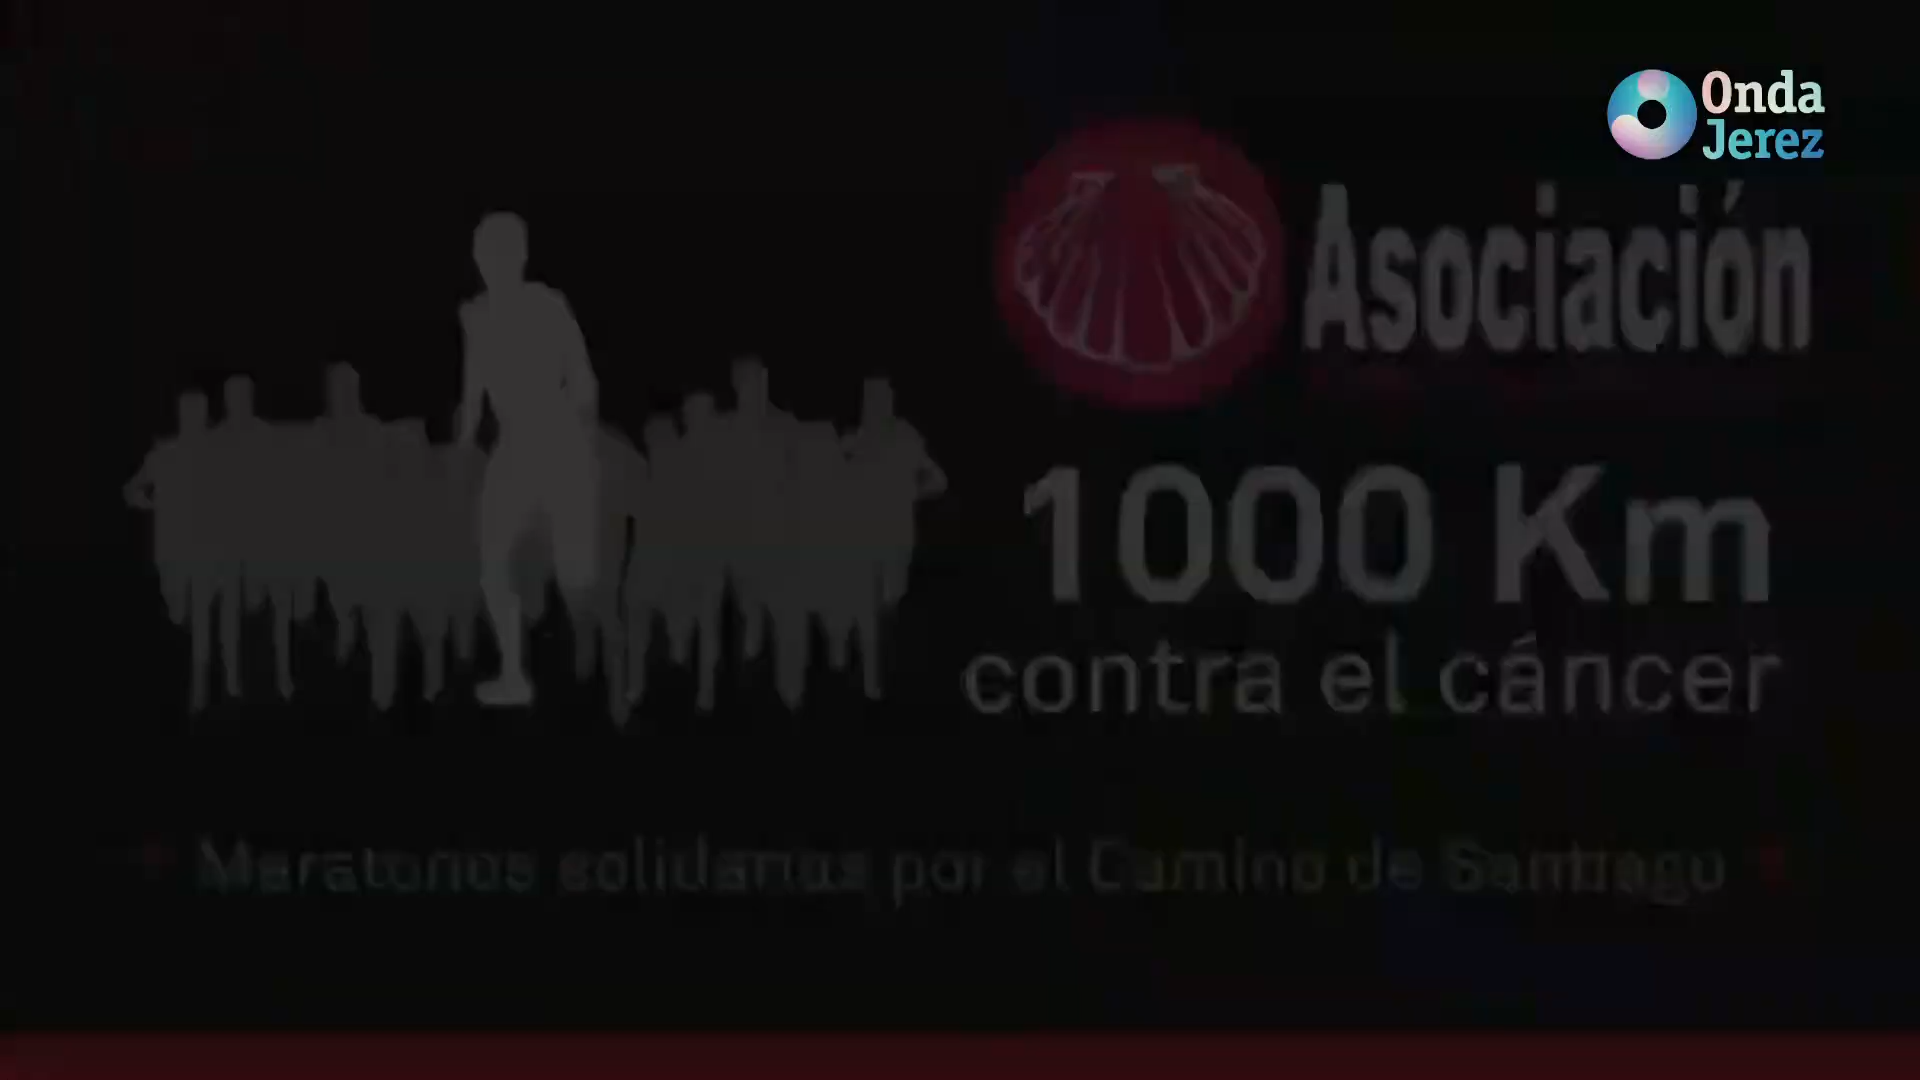 Onda
Jerez
Asociación
1000 Km
contra el cáncer
Maratones solidarios por el Camino de Santiago